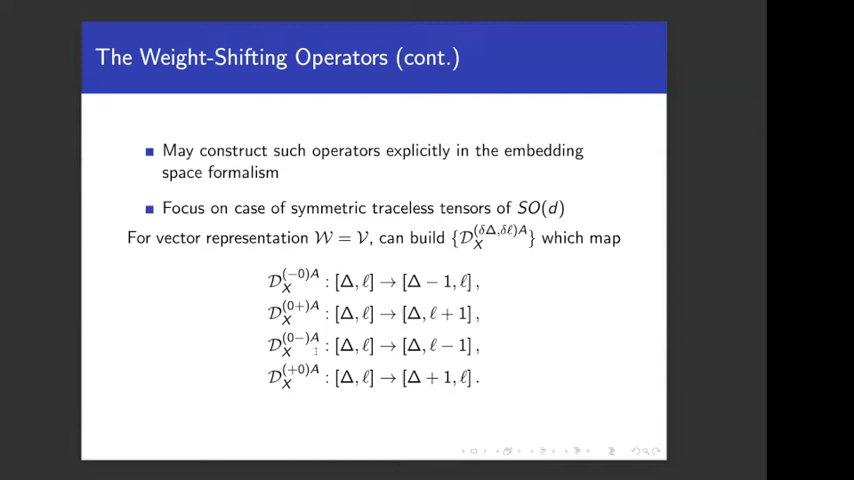 The Weight-Shifting Operators (cont.)
May construct such operators explicitly in the embedding
space formalism
Focus on case of symmetric traceless tensors of SO(d)
For vector representation 𝒲 = 𝒱, can build {𝒟_X^{(δΔ,δℓ)A}} which map
𝒟_X^{(−0)A} : [Δ, ℓ] → [Δ − 1, ℓ] ,
𝒟_X^{(0+)A} : [Δ, ℓ] → [Δ, ℓ + 1] ,
𝒟_X^{(0−)A} : [Δ, ℓ] → [Δ, ℓ − 1] ,
𝒟_X^{(+0)A} : [Δ, ℓ] → [Δ + 1, ℓ] .